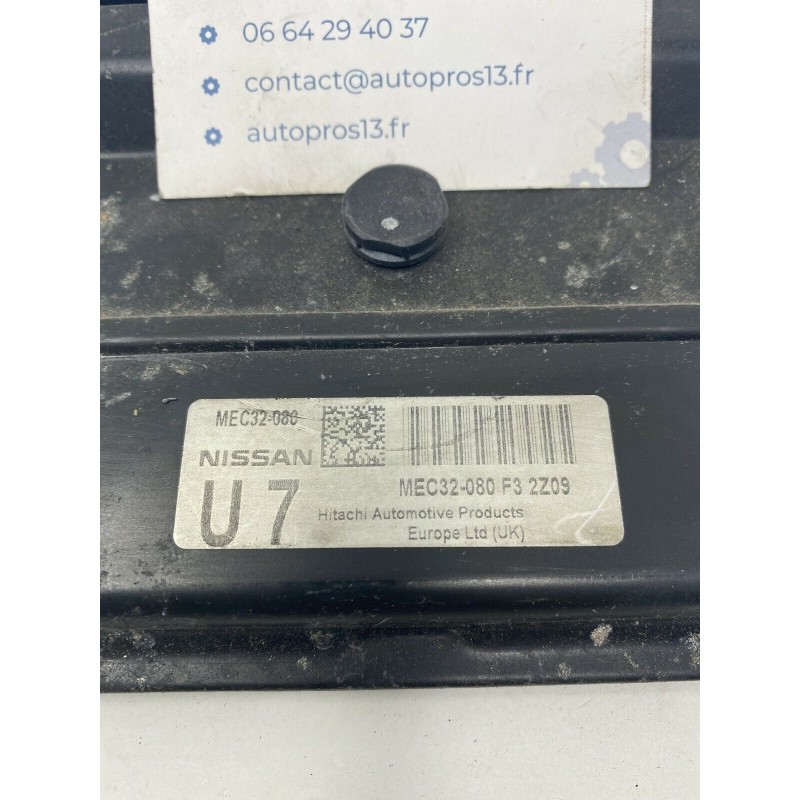 06 64 29 40 37
contact@autopros13.fr
autopros13.fr
MEC32-080
NISSAN
MEC32-080 F3 2Z09
U 7
Hitachi Automotive Products
Europe Ltd (UK)